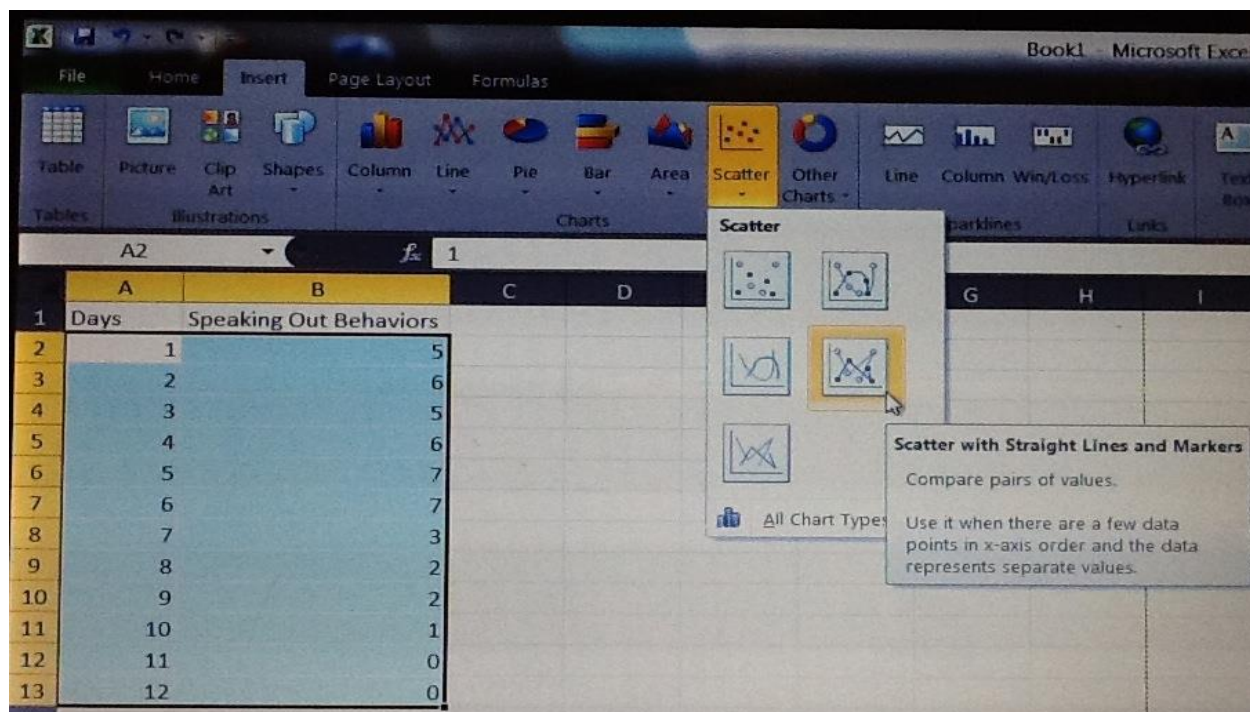 Book1 - Microsoft Exce
File Home Insert Page Layout Formulas
Table Picture Clip Art Shapes Column Line Pie Bar Area Scatter Other Charts Line Column Win/Loss Hyperlink
Tables Illustrations Charts parklines Links
A2 fx 1
Scatter
A B C D G H I
1 Days Speaking Out Behaviors
2 1 5
3 2 6
4 3 5
5 4 6
6 5 7
7 6 7
8 7 3
9 8 2
10 9 2
11 10 1
12 11 0
13 12 0
All Chart Types
Scatter with Straight Lines and Markers
Compare pairs of values.
Use it when there are a few data
points in x-axis order and the data
represents separate values.